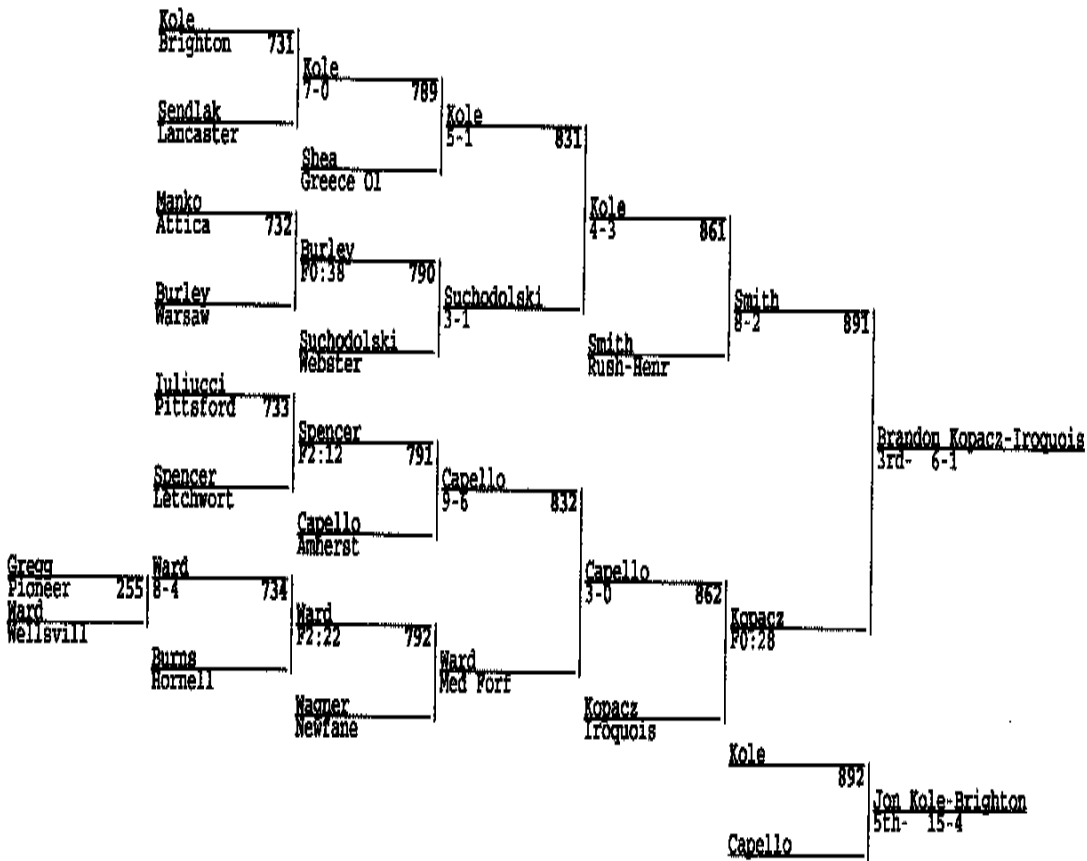 Kole
Brighton 731
Kole
7-0 789
Sendlak
Lancaster
Kole
5-1 831
Shea
Greece Ol
Manko
Attica 732
Kole
4-3 861
Burley
F0:38 790
Burley
Warsaw
Suchodolski
3-1
Smith
8-2 891
Suchodolski
Webster
Smith
Rush-Henr
Iuliucci
Pittsford 733
Spencer
F2:12 791
Brandon Kopacz-Iroquois
3rd- 6-1
Spencer
Letchwort
Capello
9-6 832
Capello
Amherst
Gregg
Pioneer 255
Ward
8-4 734
Capello
3-0 862
Ward
Wellsvill
Ward
F2:22 792
Kopacz
F0:28
Burns
Hornell
Ward
Med Forf
Wagner
Newfane
Kopacz
Iroquois
Kole
892
Jon Kole-Brighton
5th- 15-4
Capello